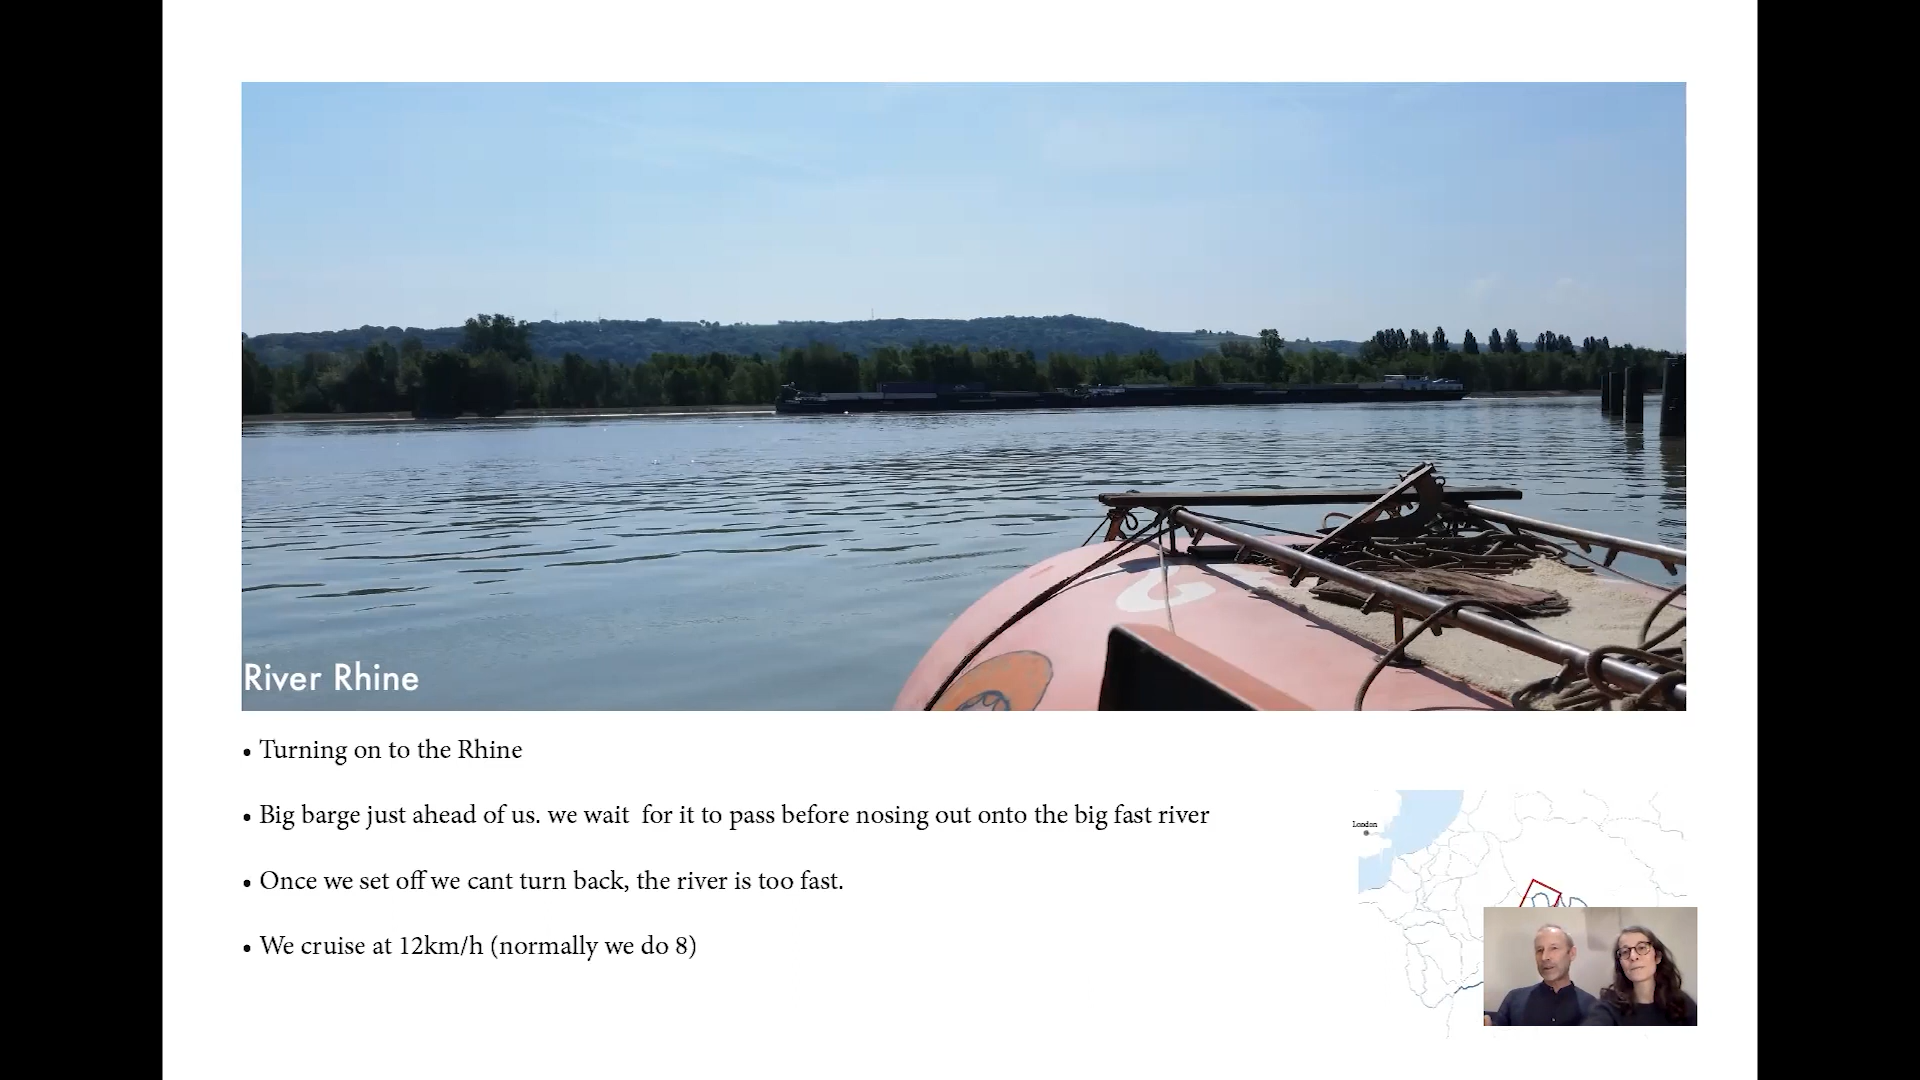 River Rhine
• Turning on to the Rhine
• Big barge just ahead of us. we wait  for it to pass before nosing out onto the big fast river
London
• Once we set off we cant turn back, the river is too fast.
• We cruise at 12km/h (normally we do 8)